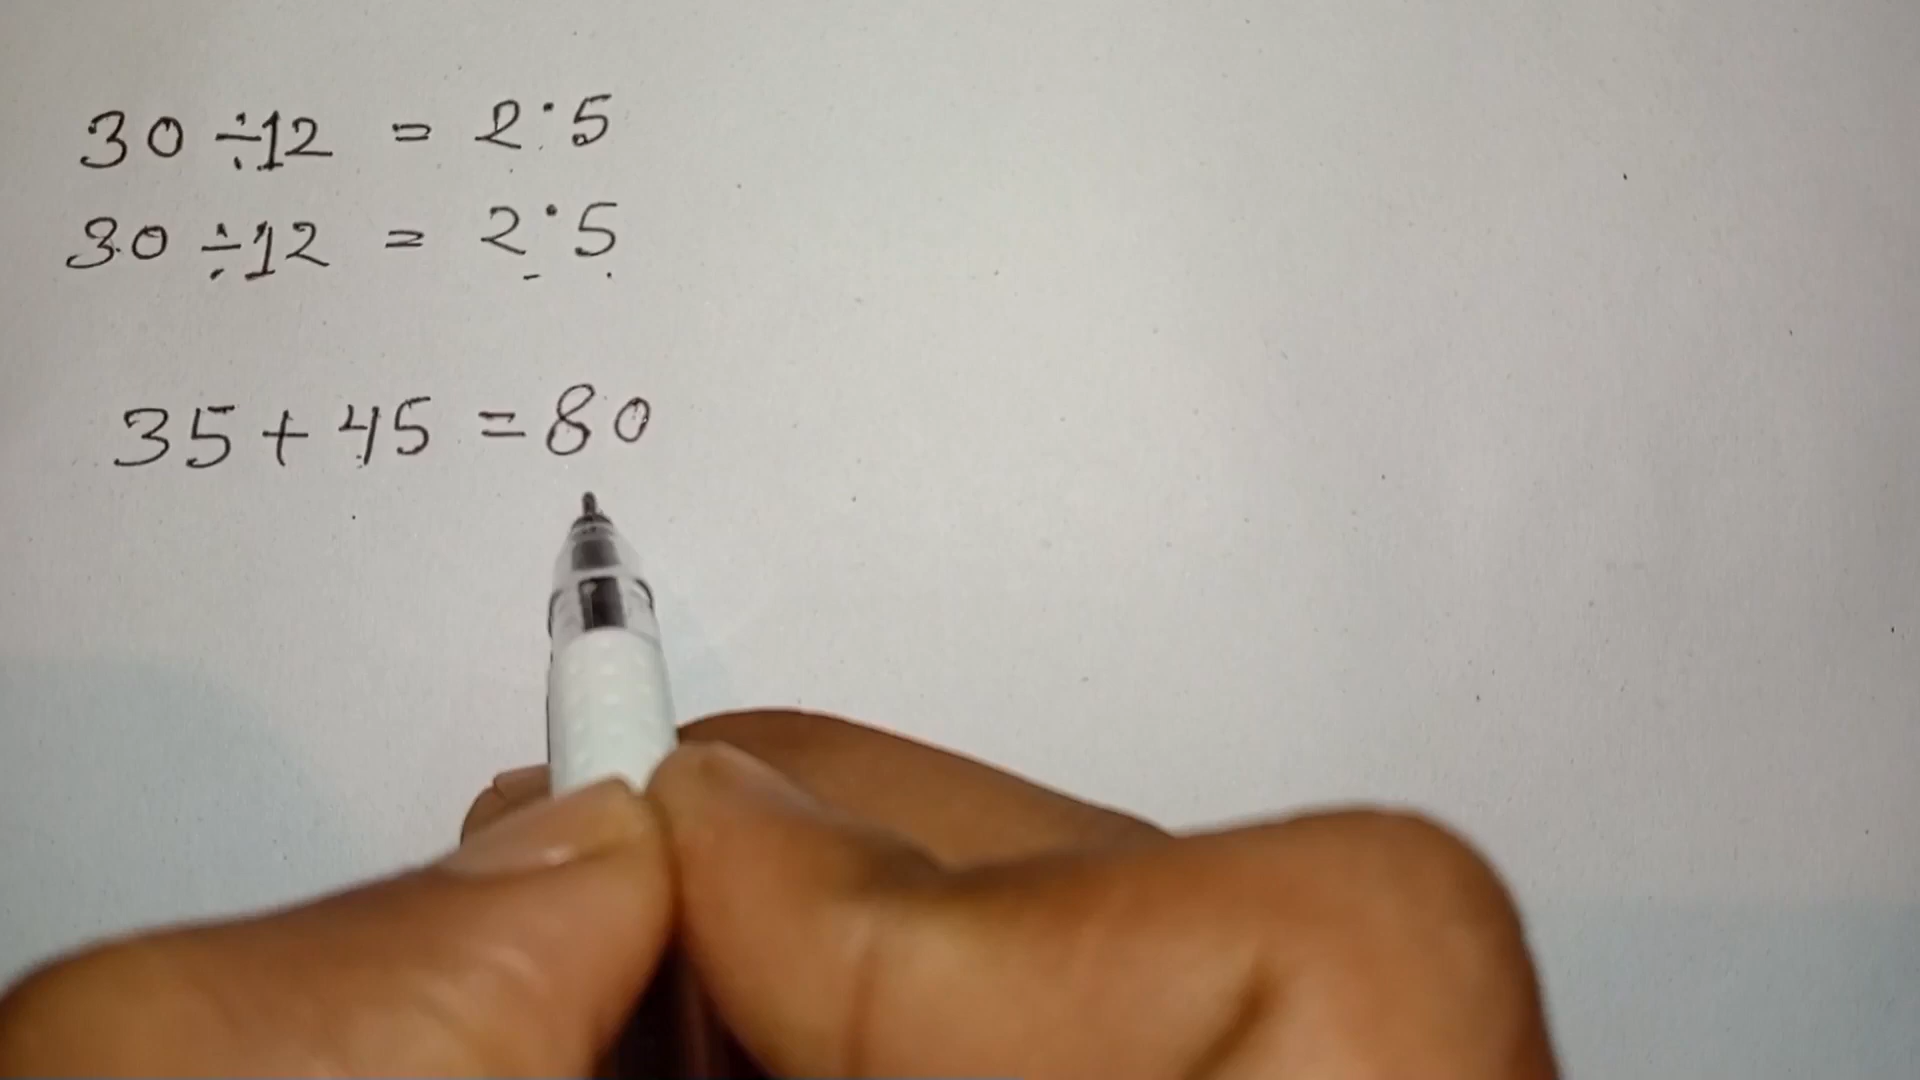 30 ÷ 12 = 2·5
30 ÷ 12 = 2·5
35 + 45 = 80